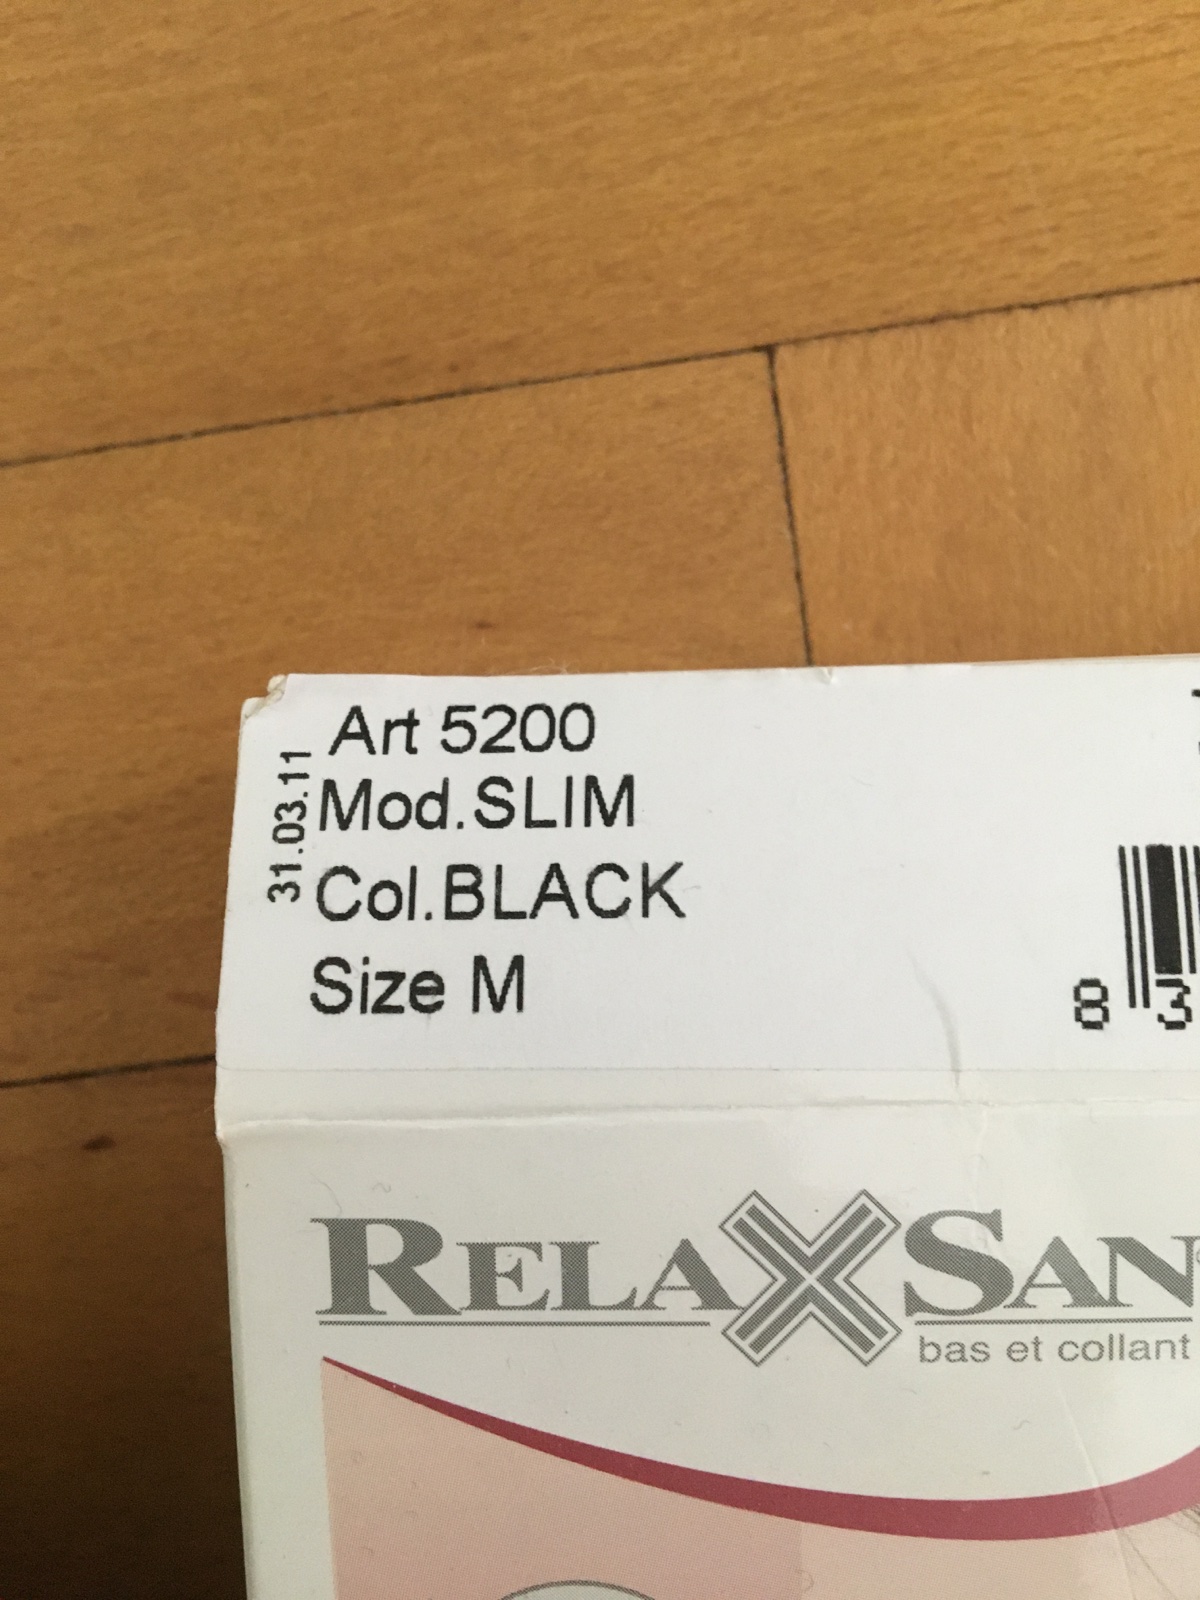 Art 5200
31.03.11
Mod.SLIM
Col.BLACK
Size M
8 3
RELAXSAN
bas et collant